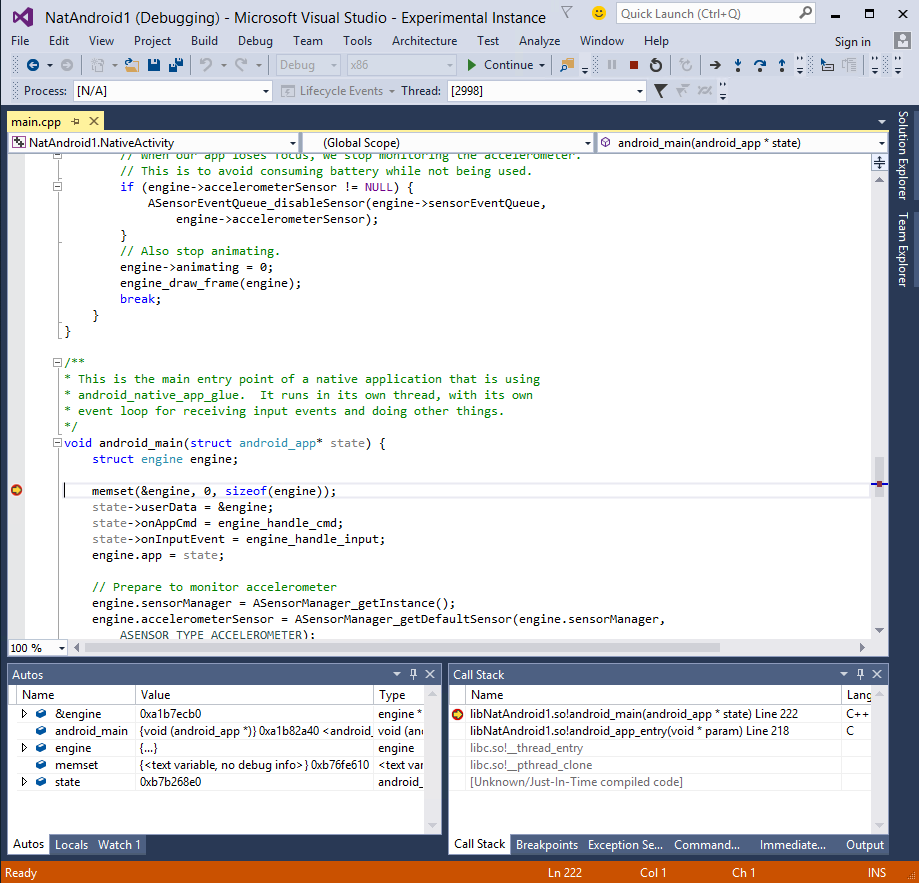 NatAndroid1 (Debugging) - Microsoft Visual Studio - Experimental Instance
Quick Launch (Ctrl+Q)
File Edit View Project Build Debug Team Tools Architecture Test Analyze Window Help Sign in
Debug x86 Continue
Process: [N/A] Lifecycle Events Thread: [2998]
main.cpp
NatAndroid1.NativeActivity (Global Scope) android_main(android_app * state)
// When our app loses focus, we stop monitoring the accelerometer.
// This is to avoid consuming battery while not being used.
if (engine->accelerometerSensor != NULL) {
ASensorEventQueue_disableSensor(engine->sensorEventQueue,
engine->accelerometerSensor);
}
// Also stop animating.
engine->animating = 0;
engine_draw_frame(engine);
break;
}
}
/**
* This is the main entry point of a native application that is using
* android_native_app_glue.  It runs in its own thread, with its own
* event loop for receiving input events and doing other things.
*/
void android_main(struct android_app* state) {
struct engine engine;
memset(&engine, 0, sizeof(engine));
state->userData = &engine;
state->onAppCmd = engine_handle_cmd;
state->onInputEvent = engine_handle_input;
engine.app = state;
// Prepare to monitor accelerometer
engine.sensorManager = ASensorManager_getInstance();
engine.accelerometerSensor = ASensorManager_getDefaultSensor(engine.sensorManager,
ASENSOR_TYPE_ACCELEROMETER);
100 %
Solution Explorer
Team Explorer
Autos
Name Value Type
&engine 0xa1b7ecb0 engine *
android_main {void (android_app *)} 0xa1b82a40 <android_ void (an
engine {...} engine
memset {<text variable, no debug info>} 0xb76fe610 <text var
state 0xb7b268e0 android_
Autos Locals Watch 1
Call Stack
Name Lang
libNatAndroid1.so!android_main(android_app * state) Line 222 C++
libNatAndroid1.so!android_app_entry(void * param) Line 218 C
libc.so!__thread_entry
libc.so!__pthread_clone
[Unknown/Just-In-Time compiled code]
Call Stack Breakpoints Exception Se... Command... Immediate... Output
Ready Ln 222 Col 1 Ch 1 INS